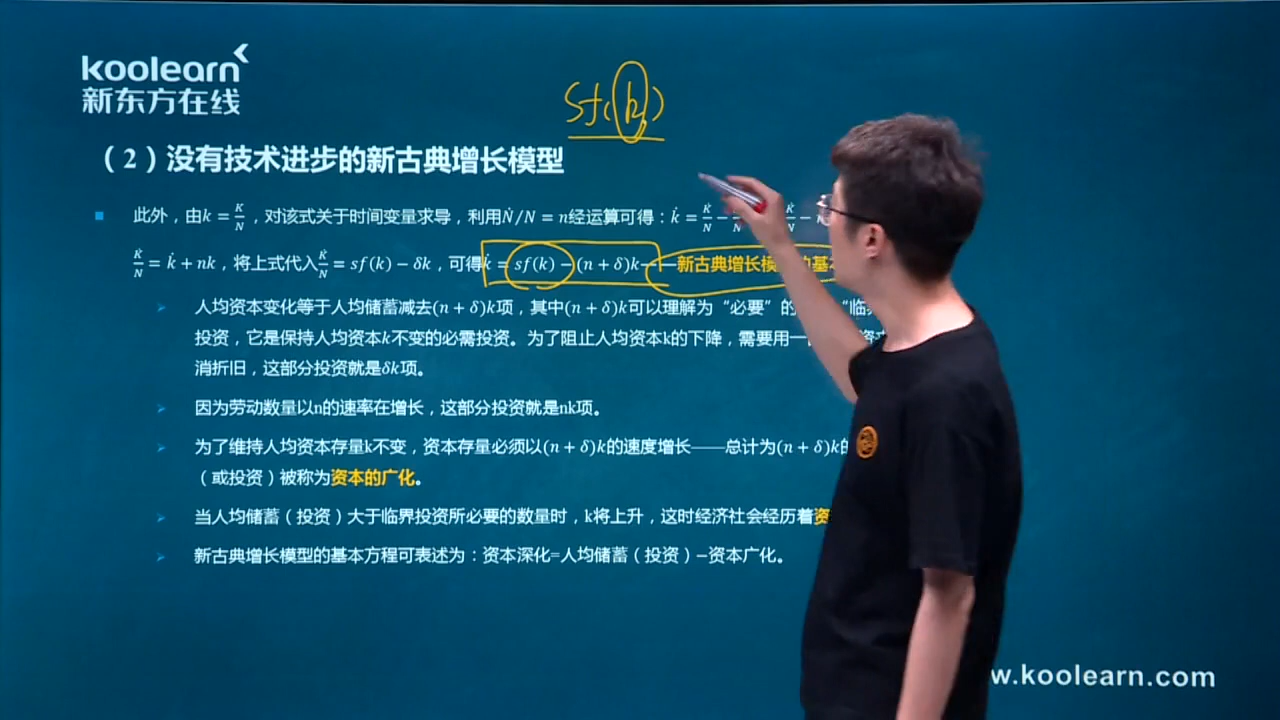 koolearn
新东方在线
sf(k)
（2）没有技术进步的新古典增长模型
此外，由k = K/N，对该式关于时间变量求导，利用Ṅ/N = n经运算可得：k̇ = K̇/N −
K̇/N = k̇ + nk，将上式代入K̇/N = sf(k) − δk，可得k̇ = sf(k) − (n + δ)k——新古典增长模
人均资本变化等于人均储蓄减去(n + δ)k项，其中(n + δ)k可以理解为“必要”的
投资，它是保持人均资本k不变的必需投资。为了阻止人均资本k的下降，需要用一
消折旧，这部分投资就是δk项。
因为劳动数量以n的速率在增长，这部分投资就是nk项。
为了维持人均资本存量k不变，资本存量必须以(n + δ)k的速度增长——总计为(n + δ)k的
（或投资）被称为资本的广化。
当人均储蓄（投资）大于临界投资所必要的数量时，k将上升，这时经济社会经历着资
新古典增长模型的基本方程可表述为：资本深化=人均储蓄（投资）−资本广化。
w.koolearn.com